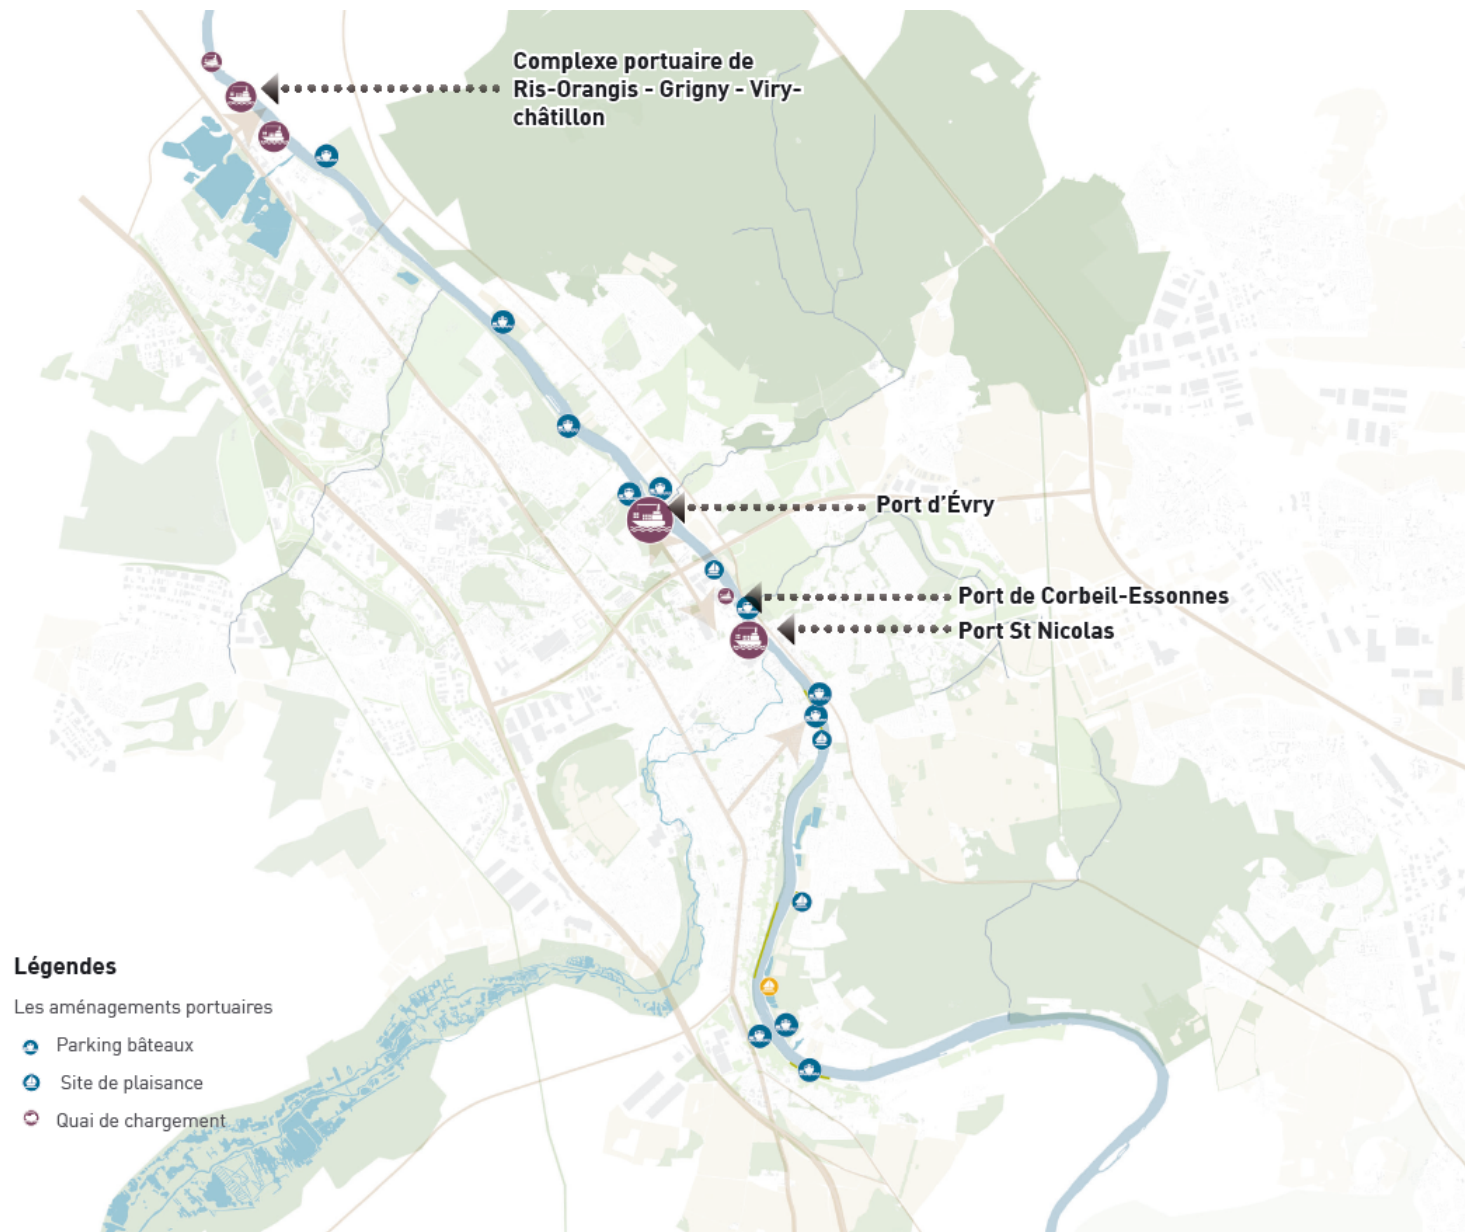 Complexe portuaire de
Ris-Orangis - Grigny - Viry-
châtillon
Port d'Évry
Port de Corbeil-Essonnes
Port St Nicolas
Légendes
Les aménagements portuaires
Parking bâteaux
Site de plaisance
Quai de chargement